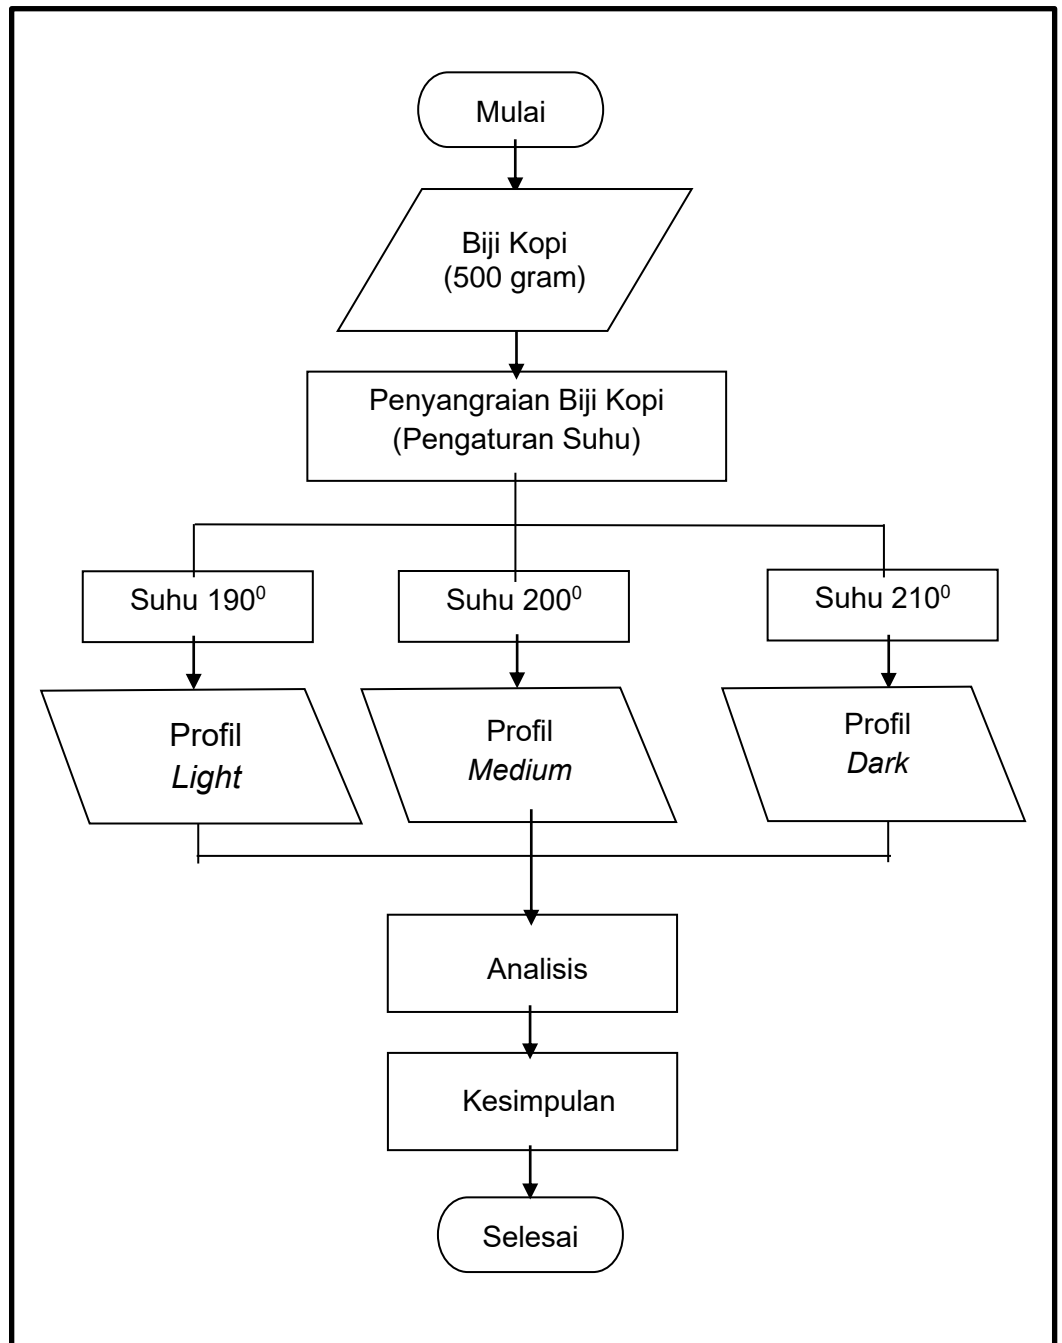 Mulai
Biji Kopi
(500 gram)
Penyangraian Biji Kopi
(Pengaturan Suhu)
Suhu 190⁰
Suhu 200⁰
Suhu 210⁰
Profil
Light
Profil
Medium
Profil
Dark
Analisis
Kesimpulan
Selesai